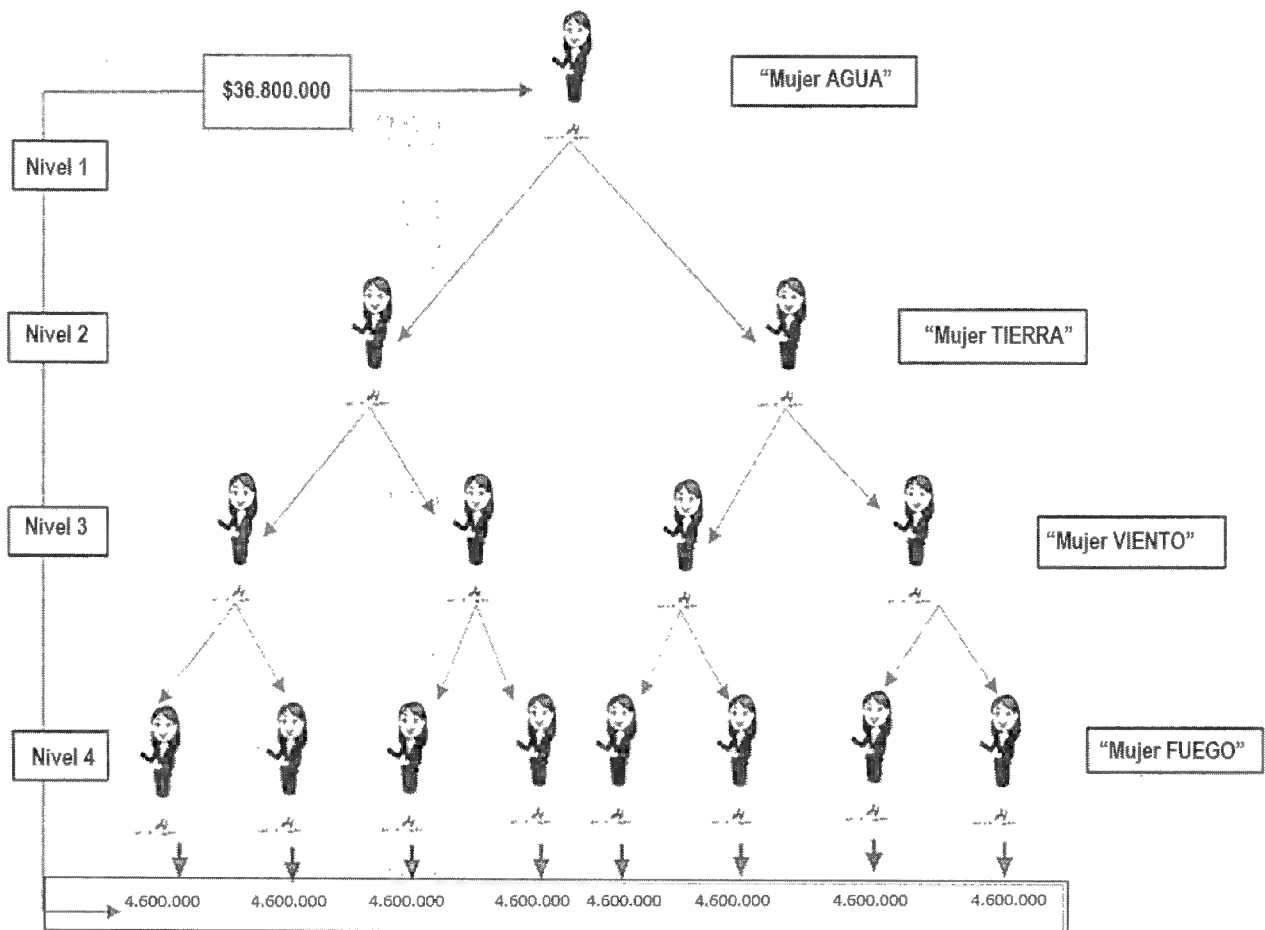 $36.800.000
“Mujer AGUA”
Nivel 1
Nivel 2
“Mujer TIERRA”
Nivel 3
“Mujer VIENTO”
Nivel 4
“Mujer FUEGO”
4.600.000 4.600.000 4.600.000 4.600.000 4.600.000 4.600.000 4.600.000 4.600.000